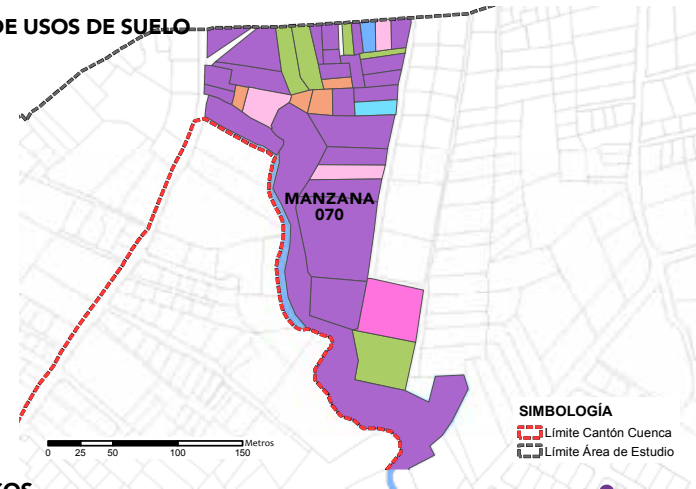 DE USOS DE SUELO
MANZANA
070
SIMBOLOGÍA
Límite Cantón Cuenca
Límite Área de Estudio
Metros
0 25 50 100 150